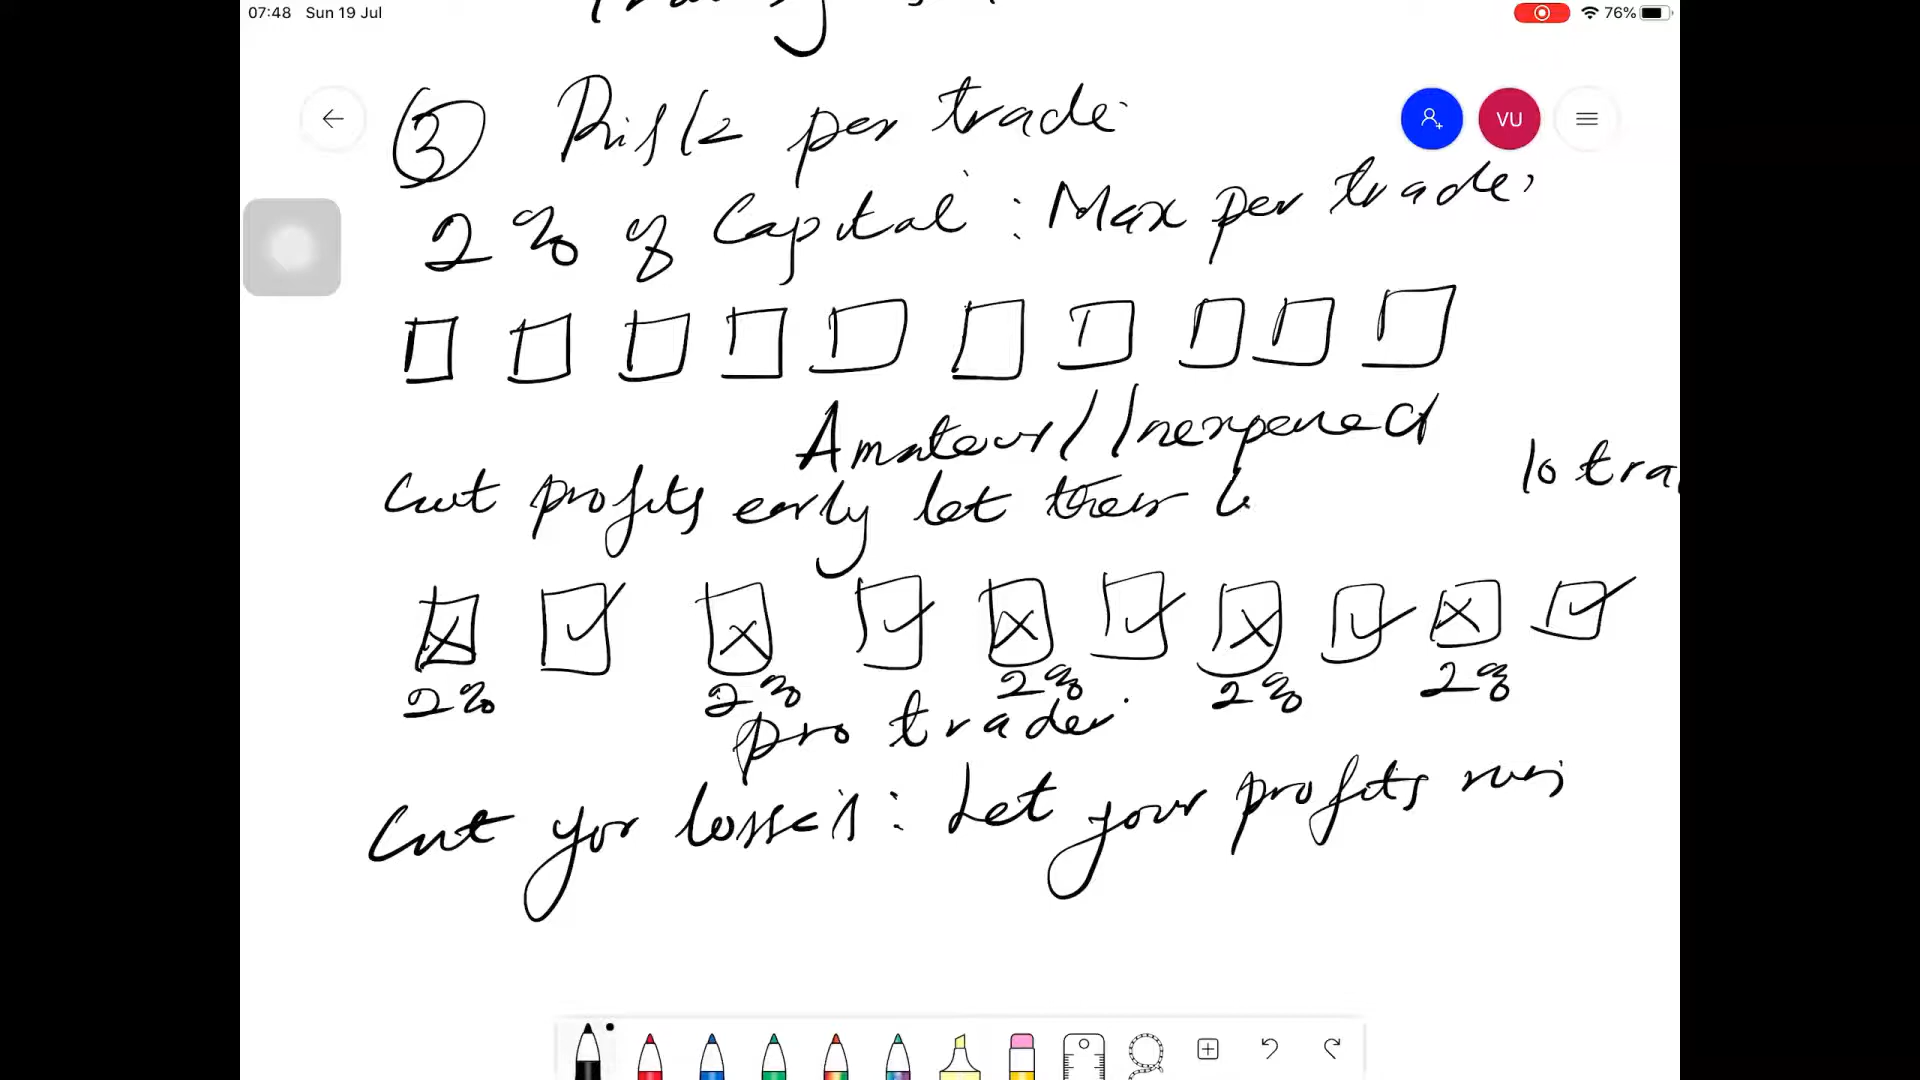 07:48 Sun 19 Jul 76%
3 Risk per trade
VU
2% of Capital : Max per trade
Amateur/Inexperienced
10 tra
Cut profits early let their
2% 2% 2% 2% 2%
pro trader
Cut your losses : Let your profits run